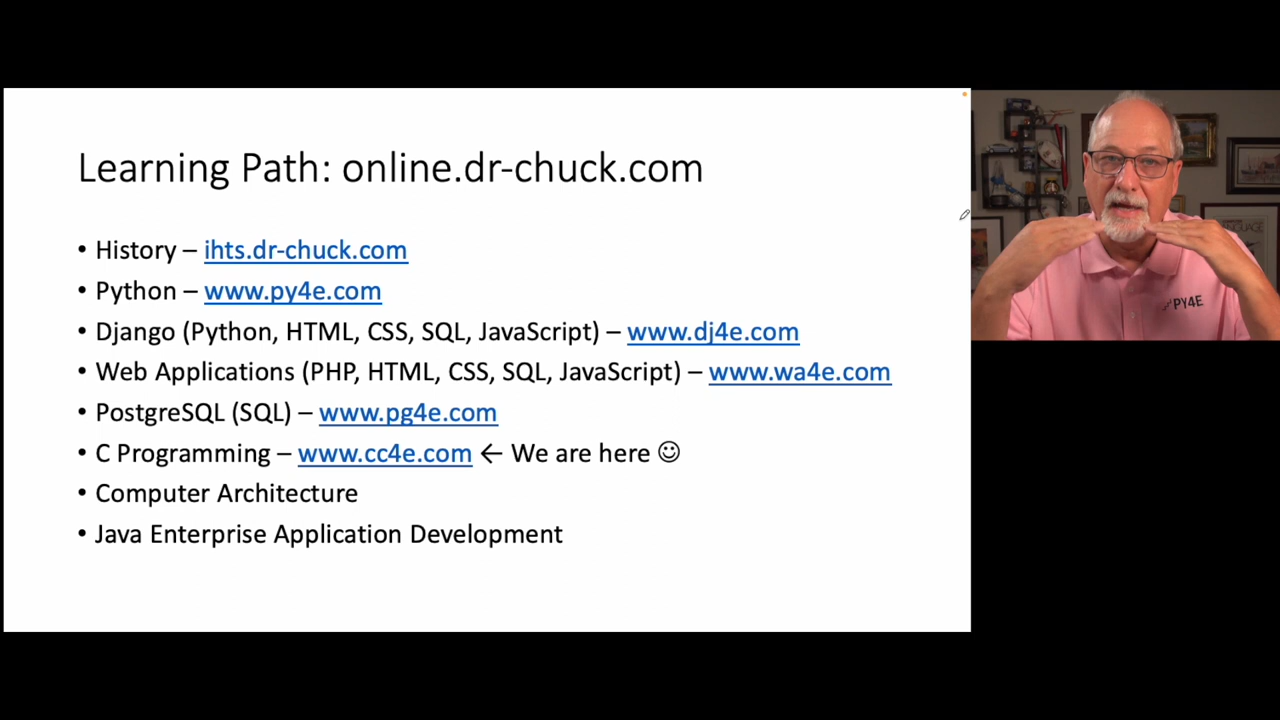 Learning Path: online.dr-chuck.com
• History – ihts.dr-chuck.com
• Python – www.py4e.com
• Django (Python, HTML, CSS, SQL, JavaScript) – www.dj4e.com
• Web Applications (PHP, HTML, CSS, SQL, JavaScript) – www.wa4e.com
• PostgreSQL (SQL) – www.pg4e.com
• C Programming – www.cc4e.com ← We are here ☺
• Computer Architecture
• Java Enterprise Application Development
LANGUAGE
PY4E